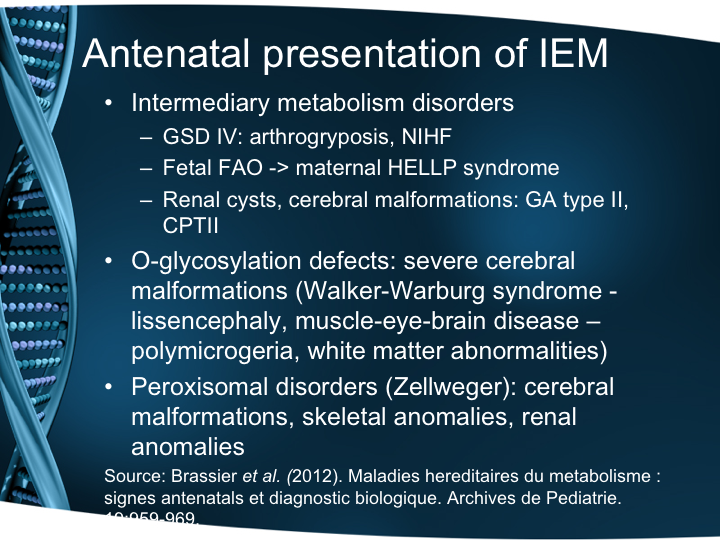 Antenatal presentation of IEM
• Intermediary metabolism disorders
– GSD IV: arthrogryposis, NIHF
– Fetal FAO -> maternal HELLP syndrome
– Renal cysts, cerebral malformations: GA type II,
CPTII
• O-glycosylation defects: severe cerebral
malformations (Walker-Warburg syndrome -
lissencephaly, muscle-eye-brain disease –
polymicrogeria, white matter abnormalities)
• Peroxisomal disorders (Zellweger): cerebral
malformations, skeletal anomalies, renal
anomalies
Source: Brassier et al. (2012). Maladies hereditaires du metabolisme :
signes antenatals et diagnostic biologique. Archives de Pediatrie.
19:959-969.